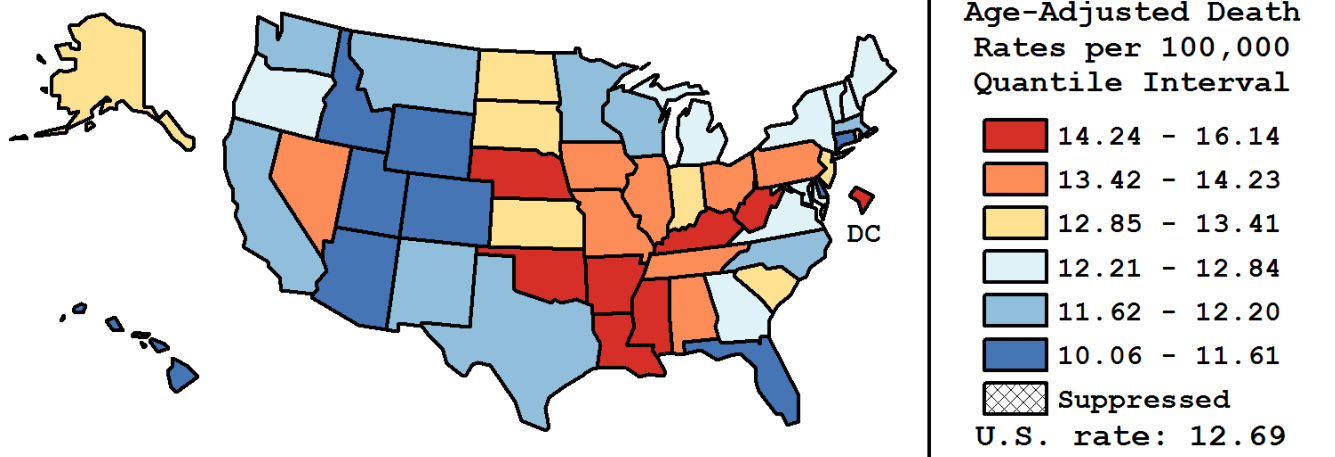 Age-Adjusted Death
Rates per 100,000
Quantile Interval
14.24 - 16.14
13.42 - 14.23
12.85 - 13.41
12.21 - 12.84
11.62 - 12.20
10.06 - 11.61
Suppressed
U.S. rate: 12.69
DC